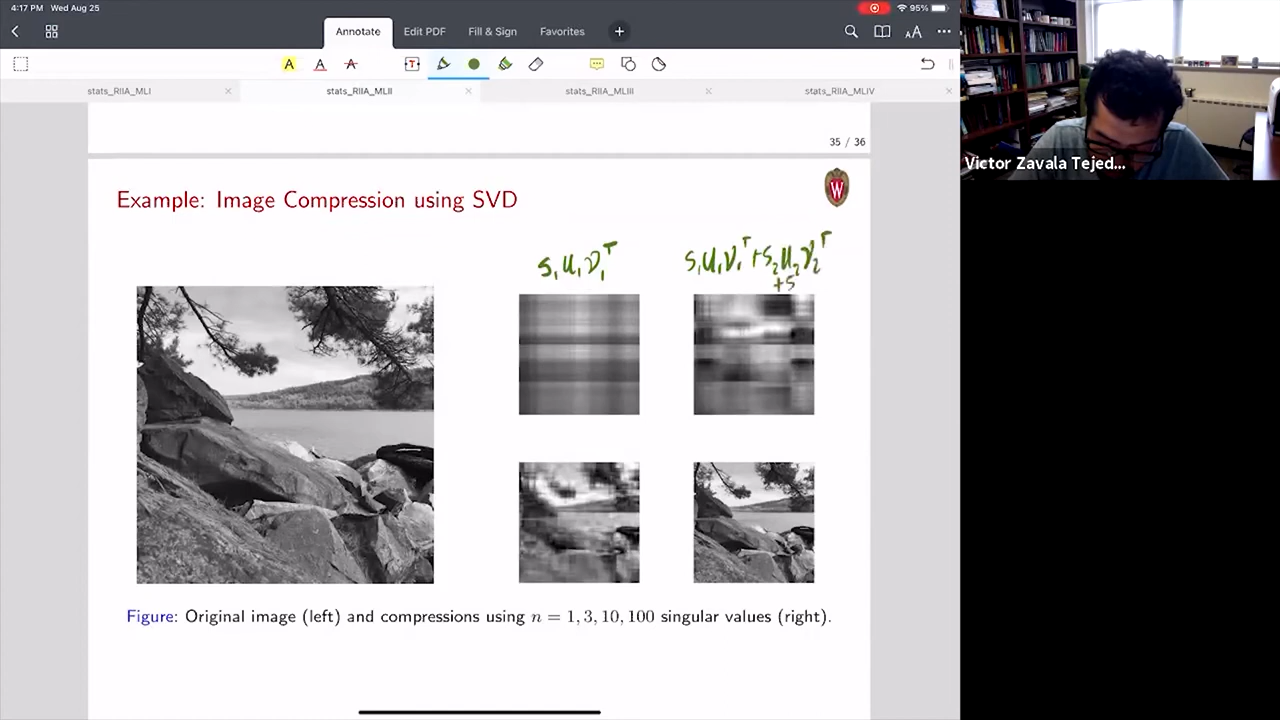 4:17 PM Wed Aug 25
95%
Annotate
Edit PDF
Fill & Sign
Favorites
A
A
A
T
AA
stats_RIIA_MLI
stats_RIIA_MLII
stats_RIIA_MLIII
stats_RIIA_MLIV
35 / 36
Victor Zavala Tejed...
Example: Image Compression using SVD
W
s₁u₁v₁ᵀ
s₁u₁v₁ᵀ+s₂u₂v₂ᵀ
+s
Figure: Original image (left) and compressions using n = 1, 3, 10, 100 singular values (right).